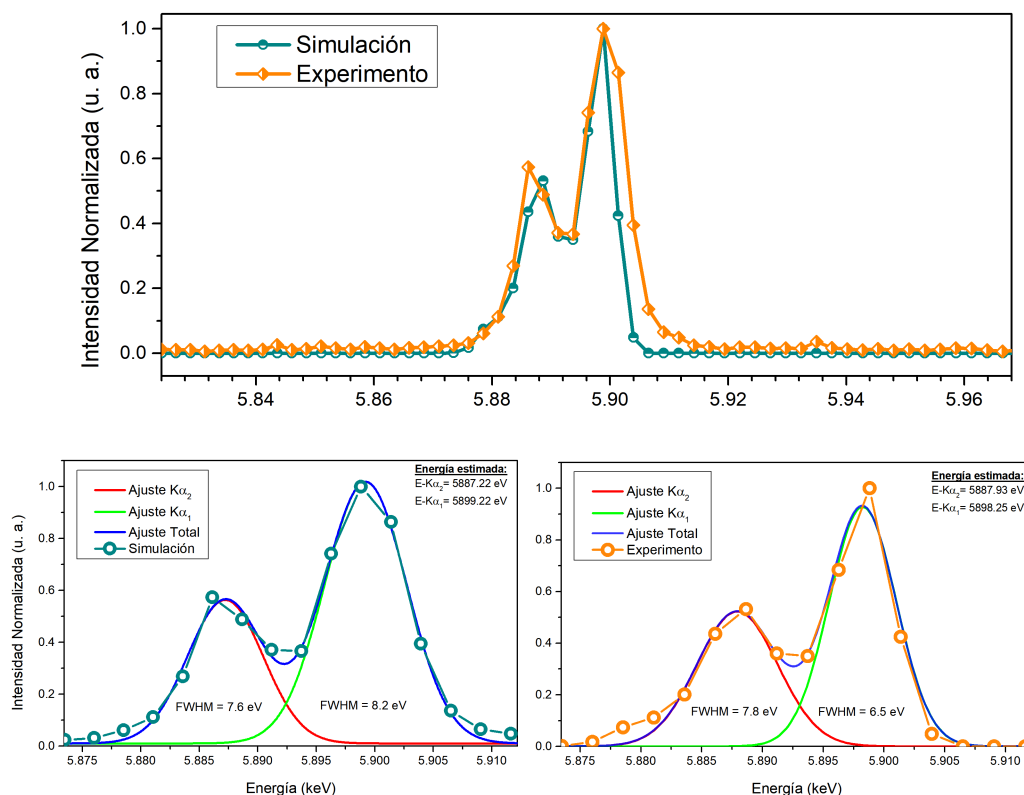 Intensidad Normalizada (u. a.)
1.0
0.8
0.6
0.4
0.2
0.0
Simulación
Experimento
5.84
5.86
5.88
5.90
5.92
5.94
5.96
Intensidad Normalizada (u. a.)
1.0
0.8
0.6
0.4
0.2
0.0
Ajuste Kα₂
Ajuste Kα₁
Ajuste Total
Simulación
Energía estimada:
E-Kα₂= 5887.22 eV
E-Kα₁= 5899.22 eV
FWHM = 7.6 eV
FWHM = 8.2 eV
5.875
5.880
5.885
5.890
5.895
5.900
5.905
5.910
Energía (keV)
1.0
0.8
0.6
0.4
0.2
0.0
Ajuste Kα₂
Ajuste Kα₁
Ajuste Total
Experimento
Energía estimada:
E-Kα₂= 5887.93 eV
E-Kα₁= 5898.25 eV
FWHM = 7.8 eV
FWHM = 6.5 eV
5.875
5.880
5.885
5.890
5.895
5.900
5.905
5.910
Energía (keV)